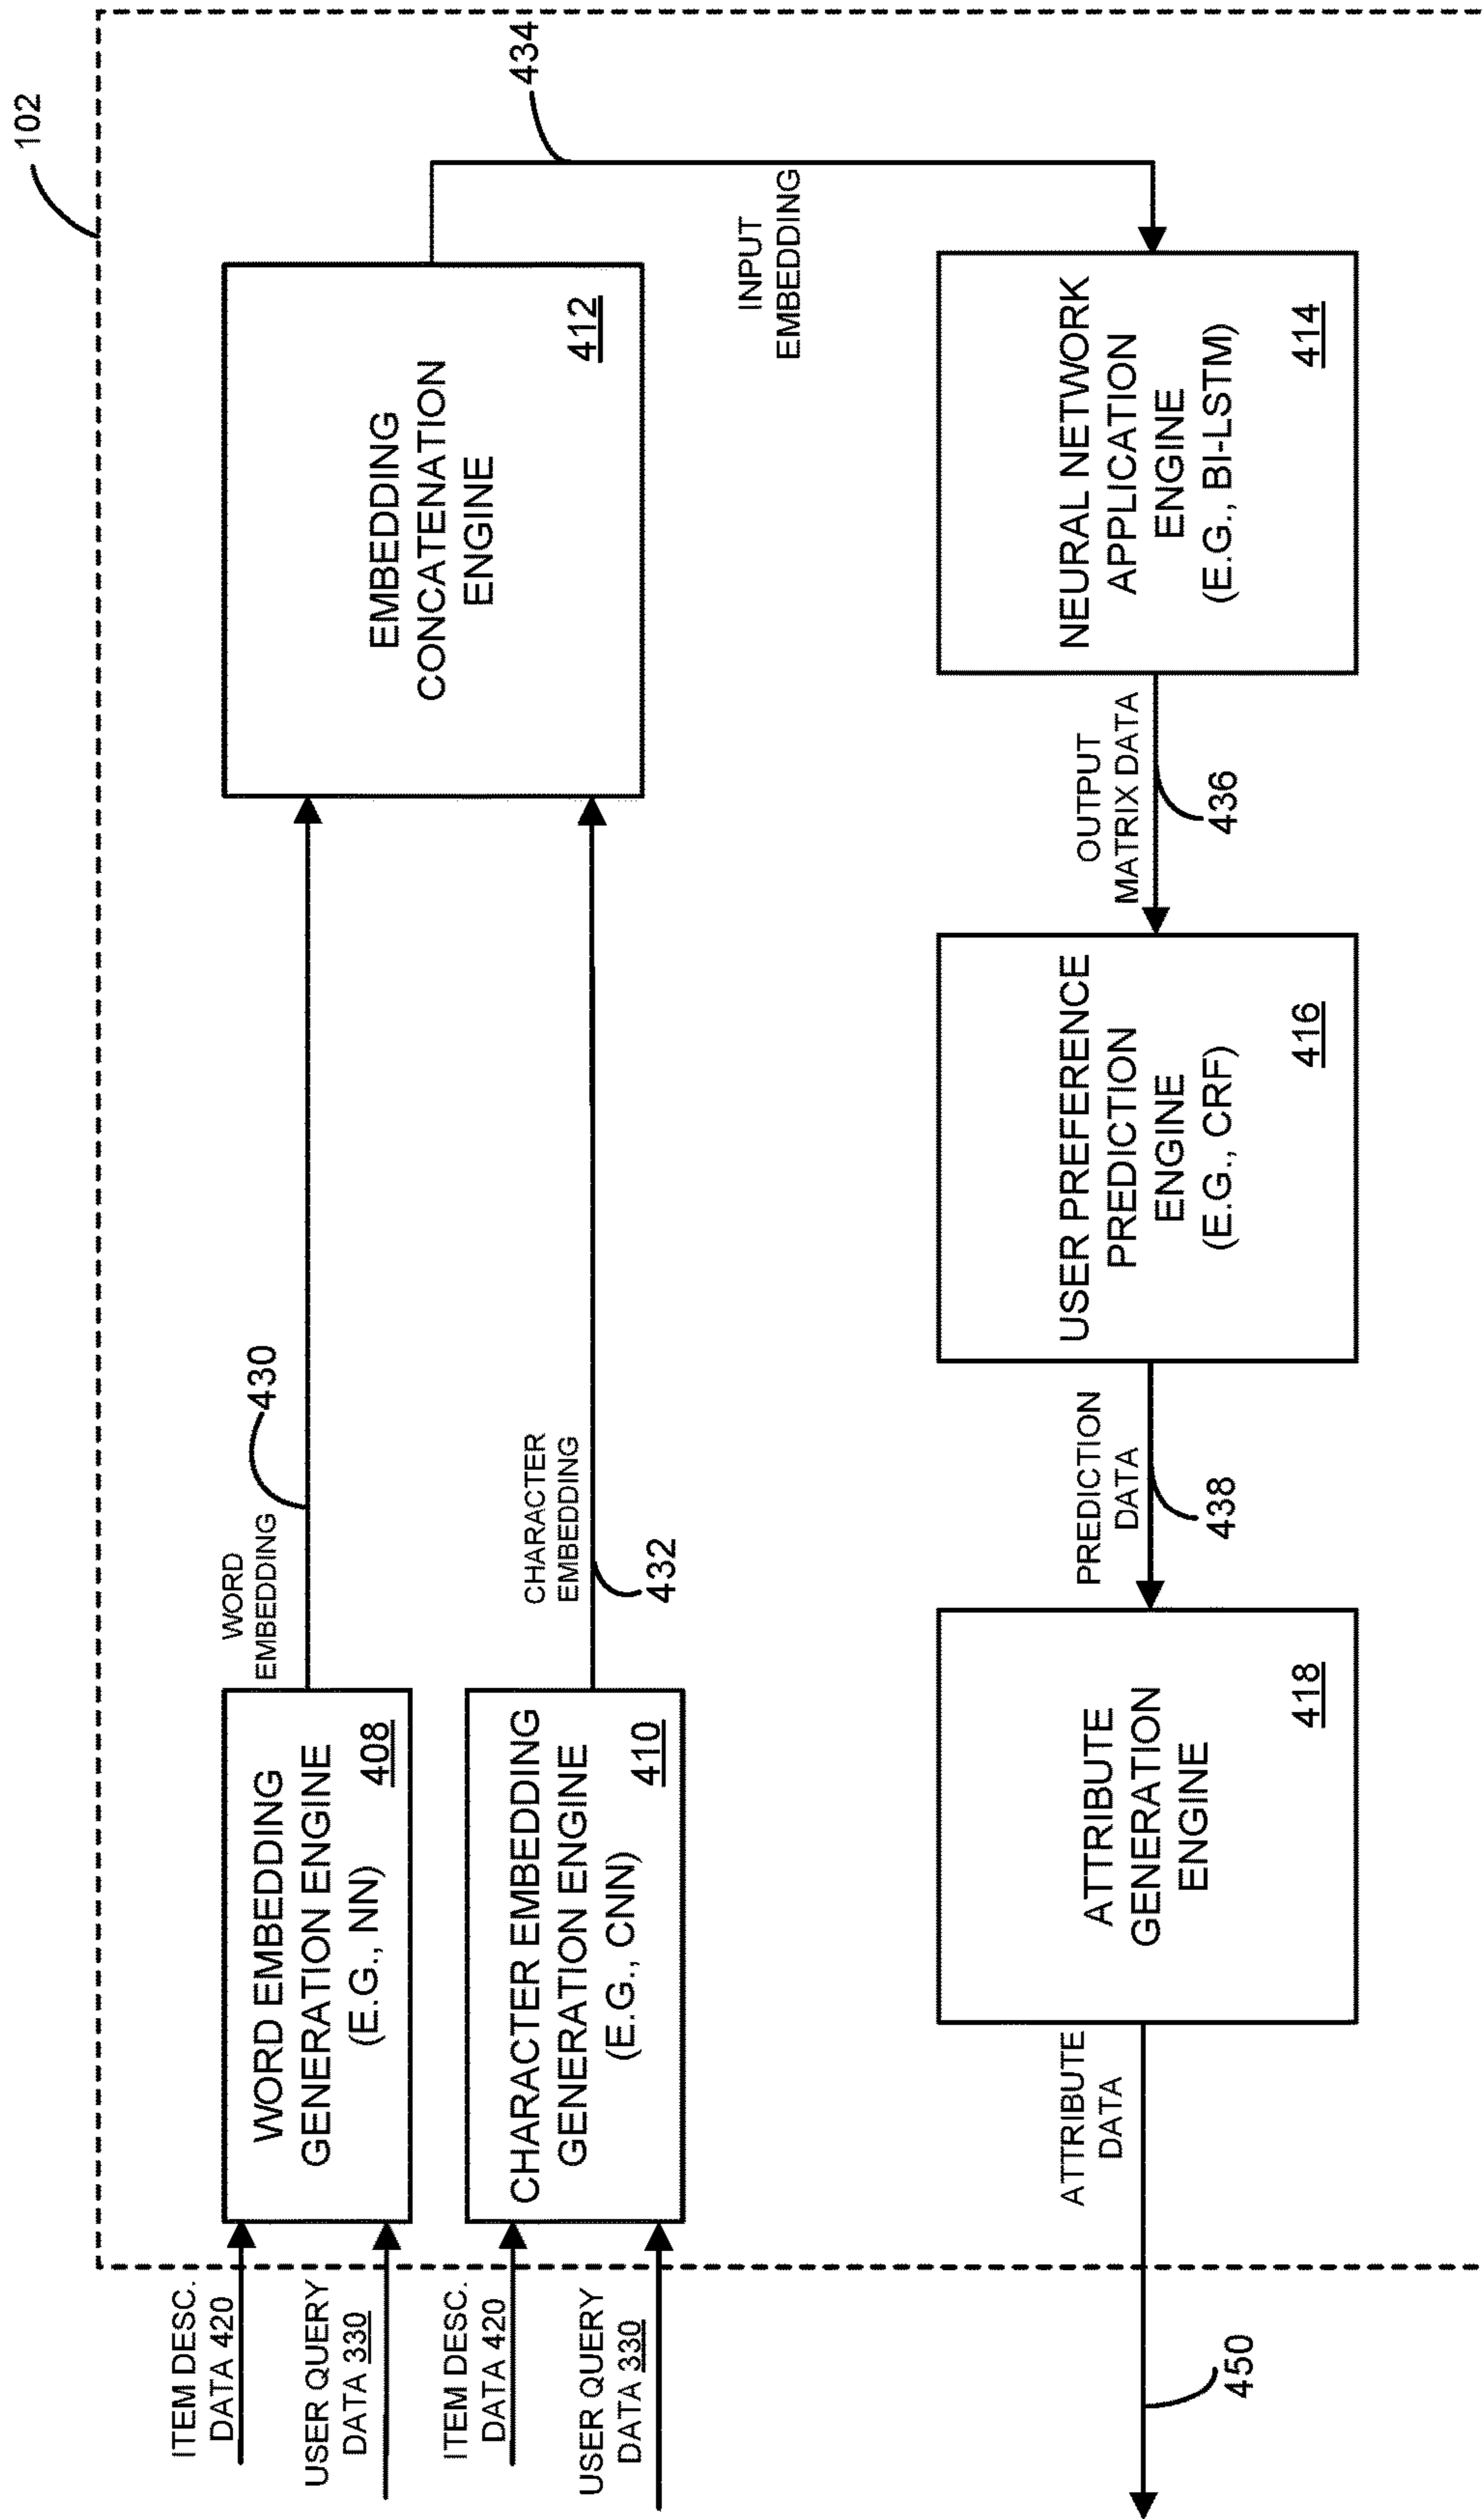 102
ITEM DESC.
DATA 420
USER QUERY
DATA 330
WORD EMBEDDING
GENERATION ENGINE
(E.G., NN)
408
WORD
EMBEDDING
430
ITEM DESC.
DATA 420
USER QUERY
DATA 330
CHARACTER EMBEDDING
GENERATION ENGINE
(E.G., CNN)
410
CHARACTER
EMBEDDING
432
EMBEDDING
CONCATENATION
ENGINE
412
434
INPUT
EMBEDDING
NEURAL NETWORK
APPLICATION
ENGINE
(E.G., BI-LSTM)
414
OUTPUT
MATRIX DATA
436
USER PREFERENCE
PREDICTION
ENGINE
(E.G., CRF)
416
PREDICTION
DATA
438
ATTRIBUTE
GENERATION
ENGINE
418
ATTRIBUTE
DATA
450